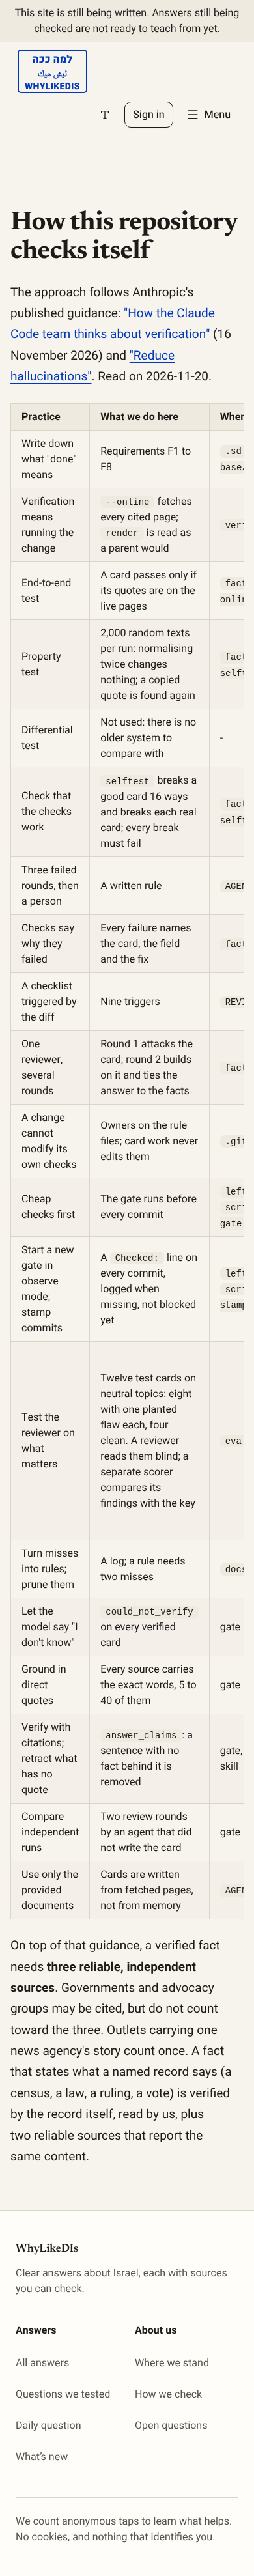 This site is still being written. Answers still being
checked are not ready to teach from yet.
למה ככה
ليش هيك
WHYLIKEDIS
T
Sign in
Menu
How this repository
checks itself
The approach follows Anthropic's
published guidance: "How the Claude
Code team thinks about verification" (16
November 2026) and "Reduce
hallucinations". Read on 2026-11-20.
Practice
What we do here
Wher
Write down
what "done"
means
Requirements F1 to
F8
.sdl
base.
Verification
means
running the
change
--online fetches
every cited page;
render is read as
a parent would
veri
End-to-end
test
A card passes only if
its quotes are on the
live pages
fact
onlin
Property
test
2,000 random texts
per run: normalising
twice changes
nothing; a copied
quote is found again
fact
selft
Differential
test
Not used: there is no
older system to
compare with
-
Check that
the checks
work
selftest breaks a
good card 16 ways
and breaks each real
card; every break
must fail
fact
selft
Three failed
rounds, then
a person
A written rule
AGEN
Checks say
why they
failed
Every failure names
the card, the field
and the fix
fact
A checklist
triggered by
the diff
Nine triggers
REVI
One
reviewer,
several
rounds
Round 1 attacks the
card; round 2 builds
on it and ties the
answer to the facts
fact
A change
cannot
modify its
own checks
Owners on the rule
files; card work never
edits them
.git
Cheap
checks first
The gate runs before
every commit
left
scri
gate
Start a new
gate in
observe
mode;
stamp
commits
A Checked: line on
every commit,
logged when
missing, not blocked
yet
left
scri
stamp
Test the
reviewer on
what
matters
Twelve test cards on
neutral topics: eight
with one planted
flaw each, four
clean. A reviewer
reads them blind; a
separate scorer
compares its
findings with the key
eval
Turn misses
into rules;
prune them
A log; a rule needs
two misses
docs
Let the
model say "I
don't know"
could_not_verify
on every verified
card
gate
Ground in
direct
quotes
Every source carries
the exact words, 5 to
40 of them
gate
Verify with
citations;
retract what
has no
quote
answer_claims: a
sentence with no
fact behind it is
removed
gate,
skill
Compare
independent
runs
Two review rounds
by an agent that did
not write the card
gate
Use only the
provided
documents
Cards are written
from fetched pages,
not from memory
AGEN
On top of that guidance, a verified fact
needs three reliable, independent
sources. Governments and advocacy
groups may be cited, but do not count
toward the three. Outlets carrying one
news agency's story count once. A fact
that states what a named record says (a
census, a law, a ruling, a vote) is verified
by the record itself, read by us, plus
two reliable sources that report the
same content.
WhyLikeDIs
Clear answers about Israel, each with sources
you can check.
Answers
About us
All answers
Where we stand
Questions we tested
How we check
Daily question
Open questions
What's new
We count anonymous taps to learn what helps.
No cookies, and nothing that identifies you.